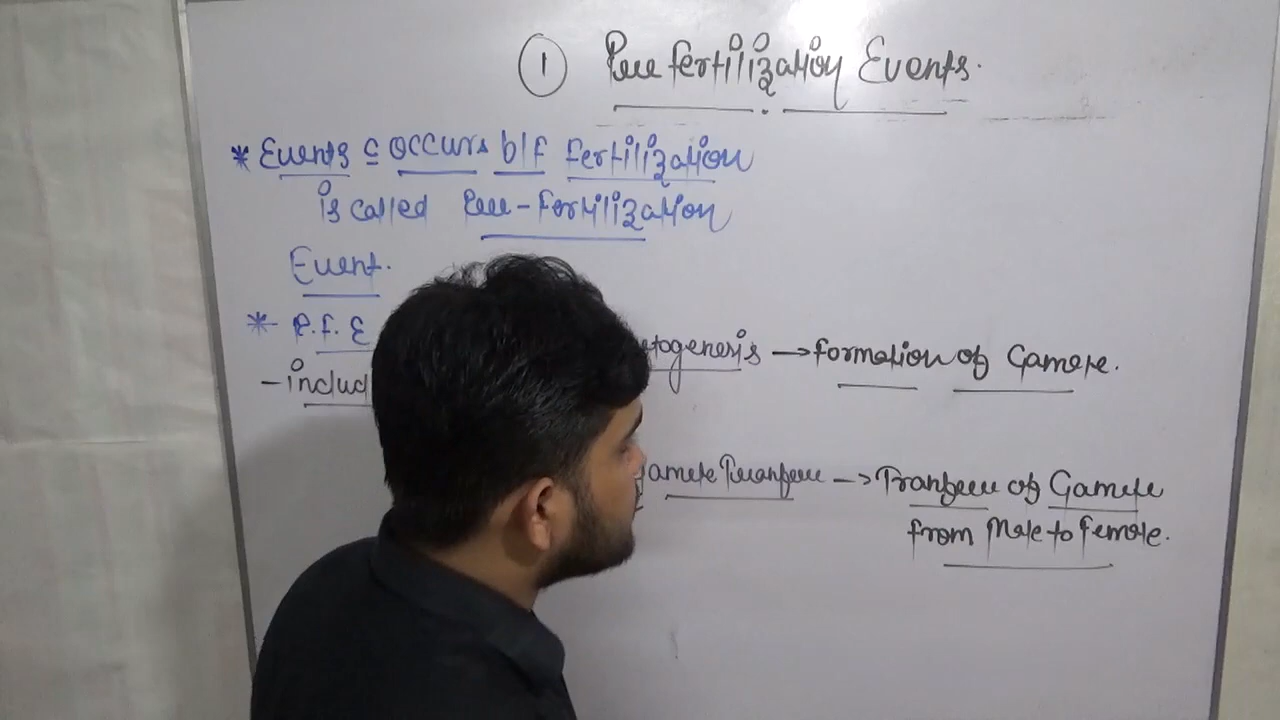 ① Pre fertilization Events.
* Events c occurs b/f fertilization
is called Pre-fertilization
Event.
* P.f.E
- includ
etogenesis → formation of Gamete.
amete Transfer → Transfer of Gamete
from Male to female.